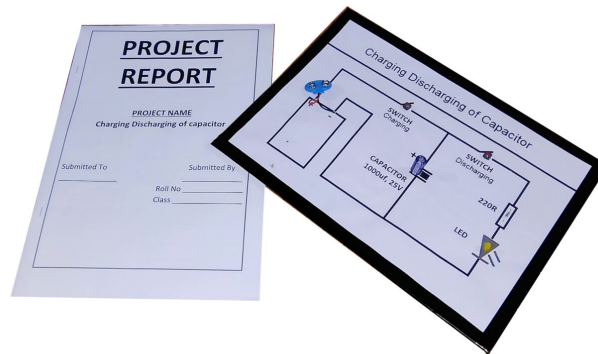 PROJECT
REPORT
PROJECT NAME
Charging Discharging of capacitor
Submitted To
Submitted By
Roll No
Class
Charging Discharging of Capacitor
SWITCH
Charging
SWITCH
Discharging
+
CAPACITOR
1000uf, 25V
220R
LED